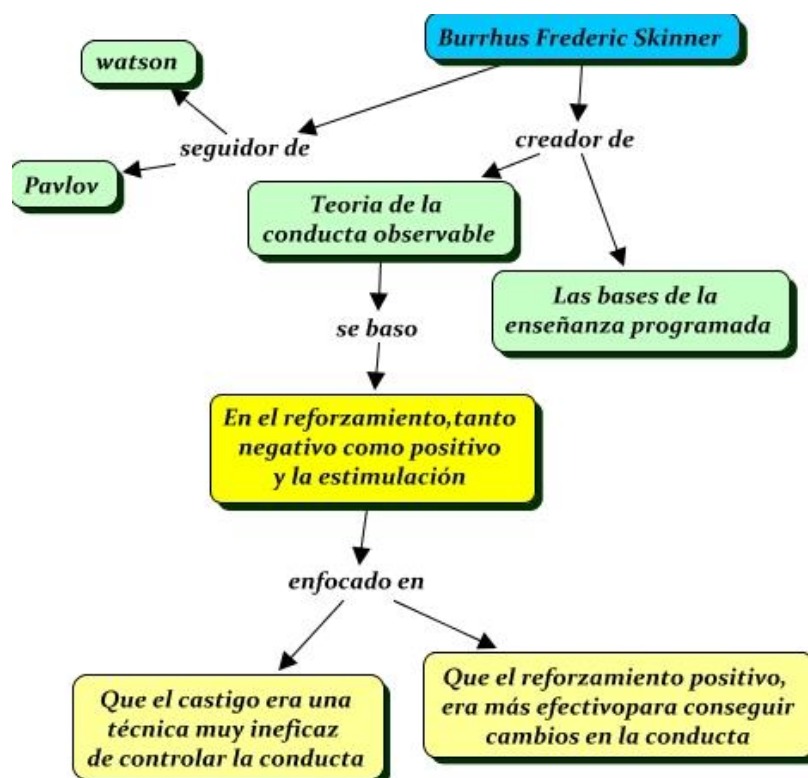 Burrhus Frederic Skinner
watson
seguidor de
creador de
Pavlov
Teoria de la
conducta observable
Las bases de la
enseñanza programada
se baso
En el reforzamiento,tanto
negativo como positivo
y la estimulación
enfocado en
Que el castigo era una
técnica muy ineficaz
de controlar la conducta
Que el reforzamiento positivo,
era más efectivopara conseguir
cambios en la conducta